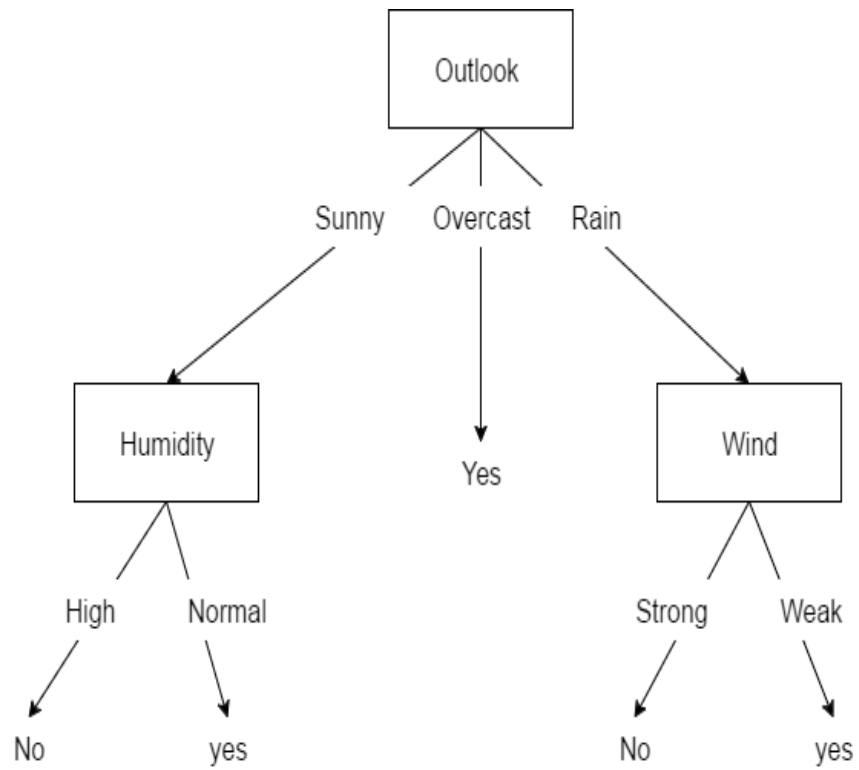 Outlook
Sunny Overcast Rain
Humidity
Wind
Yes
High Normal
Strong Weak
No yes
No yes